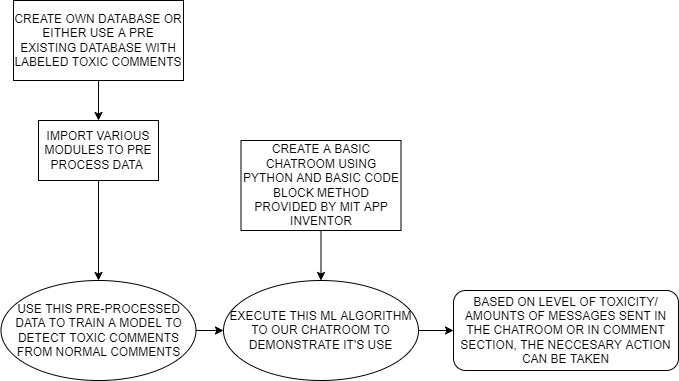 CREATE OWN DATABASE OR
EITHER USE A PRE
EXISTING DATABASE WITH
LABELED TOXIC COMMENTS
IMPORT VARIOUS
MODULES TO PRE
PROCESS DATA
CREATE A BASIC
CHATROOM USING
PYTHON AND BASIC CODE
BLOCK METHOD
PROVIDED BY MIT APP
INVENTOR
USE THIS PRE-PROCESSED
DATA TO TRAIN A MODEL TO
DETECT TOXIC COMMENTS
FROM NORMAL COMMENTS
EXECUTE THIS ML ALGORITHM
TO OUR CHATROOM TO
DEMONSTRATE IT'S USE
BASED ON LEVEL OF TOXICITY/
AMOUNTS OF MESSAGES SENT IN
THE CHATROOM OR IN COMMENT
SECTION, THE NECCESARY ACTION
CAN BE TAKEN